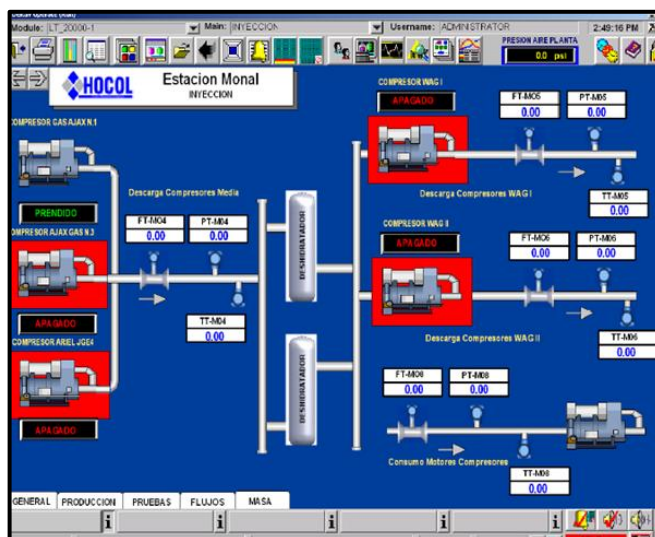 Module: LT_20000-1 Main: INYECCION Username: ADMINISTRATOR 2:49:16 PM
PRESION AIRE PLANTA
0.0 psi
HOCOL
Estacion Monal
INYECCION
COMPRESOR GAS AJAX N.1
PRENDIDO
COMPRESOR AJAX GAS N.3
APAGADO
COMPRESOR ARIEL JGE4
APAGADO
Descarga Compresores Media
FT-M04
0.00
PT-M04
0.00
TT-M04
0.00
DESHIDRATADOR
DESHIDRATADOR
COMPRESOR WAG I
APAGADO
FT-M05
0.00
PT-M05
0.00
Descarga Compresores WAG I
TT-M05
0.00
COMPRESOR WAG II
APAGADO
FT-M06
0.00
PT-M06
0.00
Descarga Compresores WAG II
TT-M06
0.00
FT-M08
0.00
PT-M08
0.00
Consumo Motores Compresores
TT-M08
0.00
GENERAL PRODUCCION PRUEBAS FLUJOS MASA